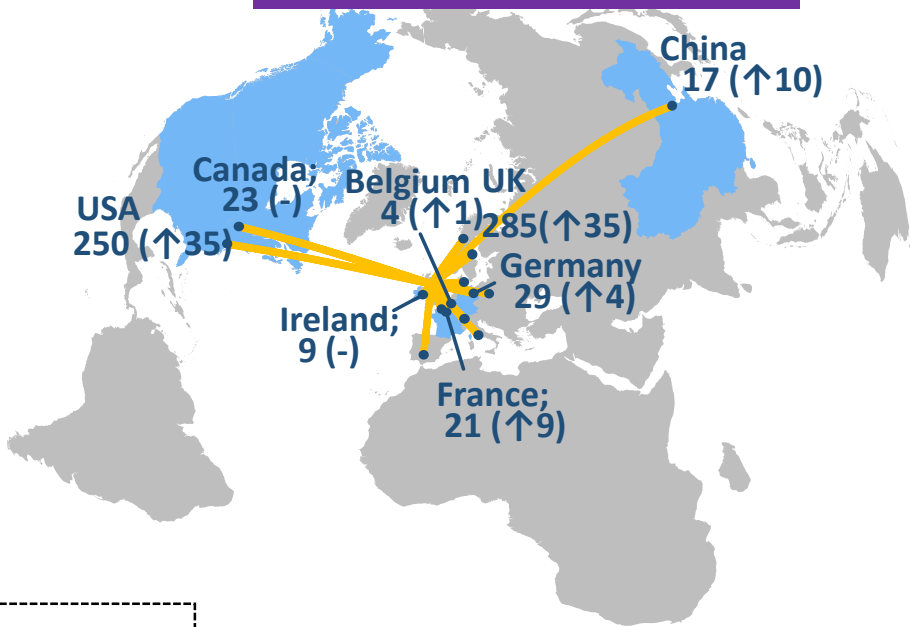 China
17 (↑10)
Canada;
23 (-)
Belgium UK
4 (↑1)
285(↑35)
USA
250 (↑35)
Germany
29 (↑4)
Ireland;
9 (-)
France;
21 (↑9)